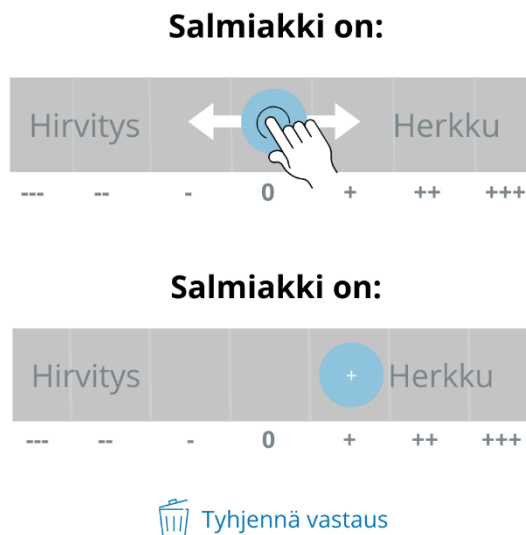 Salmiakki on:
Hirvitys Herkku
--- -- - 0 + ++ +++
Salmiakki on:
Hirvitys + Herkku
--- -- - 0 + ++ +++
Tyhjennä vastaus